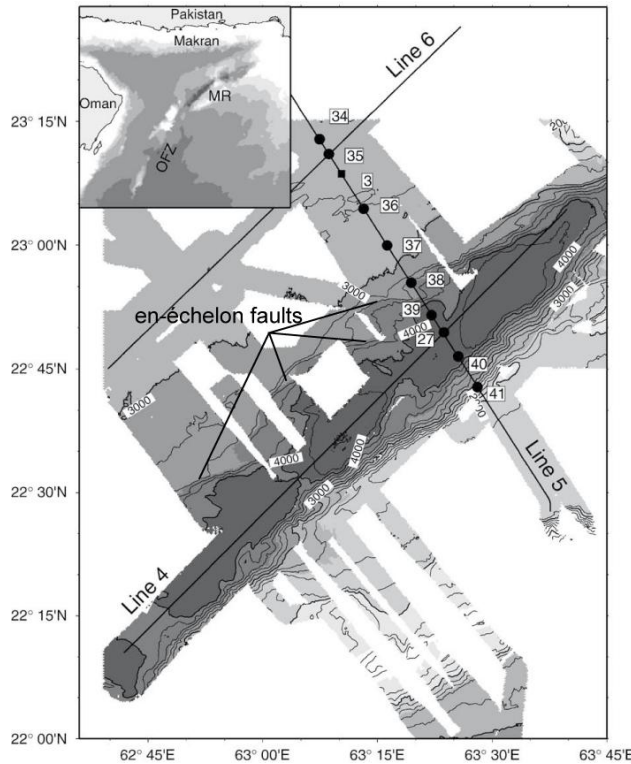 Pakistan
Makran
Oman
MR
OFZ
Line 6
34
35
3
36
37
38
39
27
40
41
3000
4000
3000
en-échelon faults
4000
3000
4000
4000
3000
Line 5
Line 4
23° 15'N
23° 00'N
22° 45'N
22° 30'N
22° 15'N
22° 00'N
62° 45'E
63° 00'E
63° 15'E
63° 30'E
63° 45'E